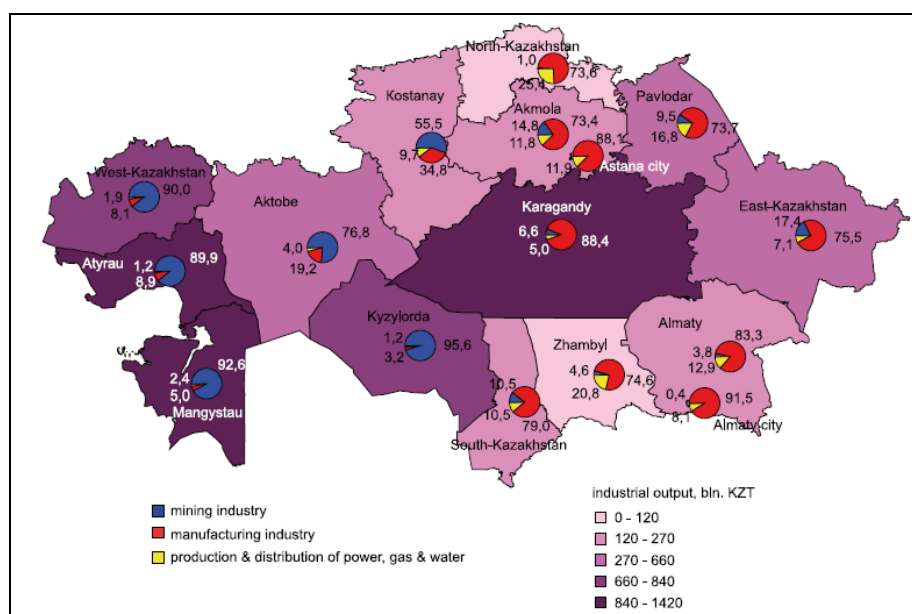 North-Kazakhstan
1,0
73,6
25,4
Kostanay
55,5
9,7
34,8
Akmola
14,8
73,4
11,8
88,1
11,9
Astana city
Pavlodar
9,5
16,8
73,7
West-Kazakhstan
1,9
90,0
8,1
Aktobe
76,8
4,0
19,2
Karagandy
6,6
88,4
5,0
East-Kazakhstan
17,4
75,5
7,1
Atyrau
89,9
1,2
8,9
Kyzylorda
1,2
95,6
3,2
Zhambyl
4,6
74,6
20,8
Almaty
83,3
3,8
12,9
0,4
91,5
8,1
Almaty city
92,6
2,4
5,0
Mangystau
10,5
10,5
79,0
South-Kazakhstan
mining industry
manufacturing industry
production & distribution of power, gas & water
industrial output, bln. KZT
0 - 120
120 - 270
270 - 660
660 - 840
840 - 1420